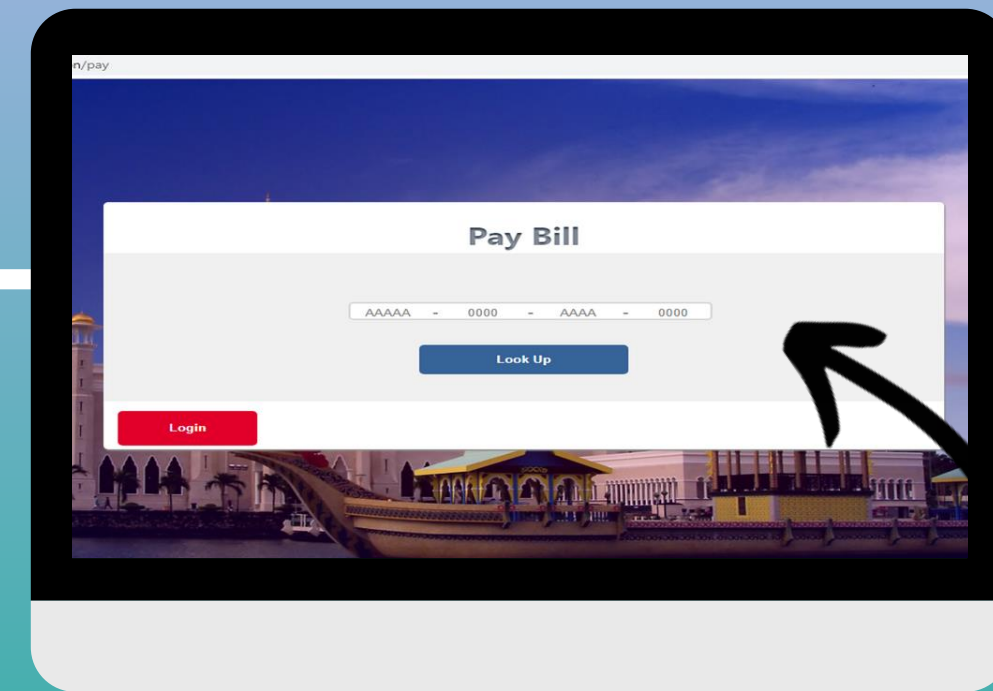 n/pay
Pay Bill
AAAAA - 0000 - AAAA - 0000
Look Up
Login